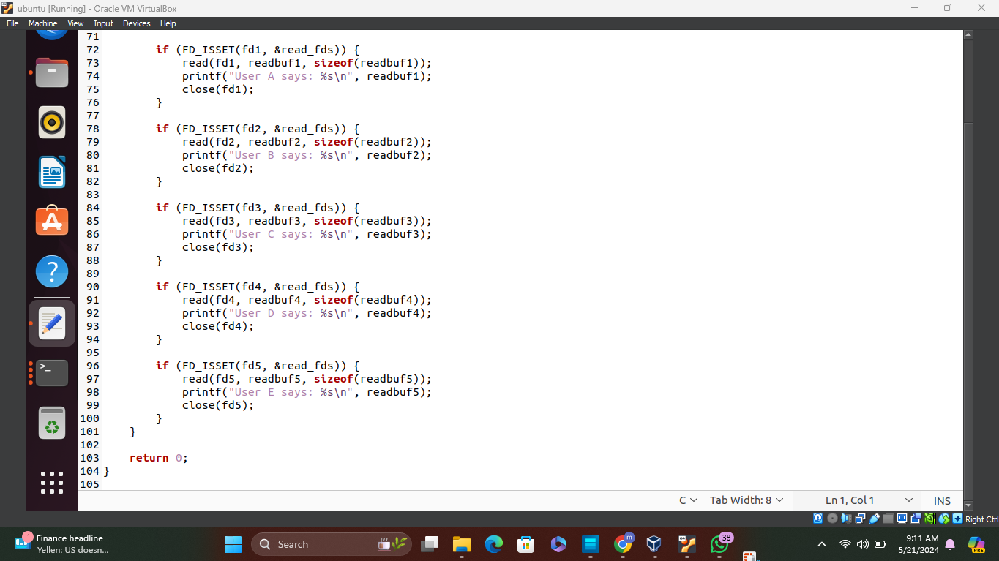 ubuntu [Running] - Oracle VM VirtualBox
File Machine View Input Devices Help
71
72 if (FD_ISSET(fd1, &read_fds)) {
73 read(fd1, readbuf1, sizeof(readbuf1));
74 printf("User A says: %s\n", readbuf1);
75 close(fd1);
76 }
77
78 if (FD_ISSET(fd2, &read_fds)) {
79 read(fd2, readbuf2, sizeof(readbuf2));
80 printf("User B says: %s\n", readbuf2);
81 close(fd2);
82 }
83
84 if (FD_ISSET(fd3, &read_fds)) {
85 read(fd3, readbuf3, sizeof(readbuf3));
86 printf("User C says: %s\n", readbuf3);
87 close(fd3);
88 }
89
90 if (FD_ISSET(fd4, &read_fds)) {
91 read(fd4, readbuf4, sizeof(readbuf4));
92 printf("User D says: %s\n", readbuf4);
93 close(fd4);
94 }
95
96 if (FD_ISSET(fd5, &read_fds)) {
97 read(fd5, readbuf5, sizeof(readbuf5));
98 printf("User E says: %s\n", readbuf5);
99 close(fd5);
100 }
101 }
102
103 return 0;
104 }
105
C Tab Width: 8 Ln 1, Col 1 INS
Right Ctrl
1 Finance headline
Yellen: US doesn...
Search
m
64
38
9:11 AM
5/21/2024
PRE